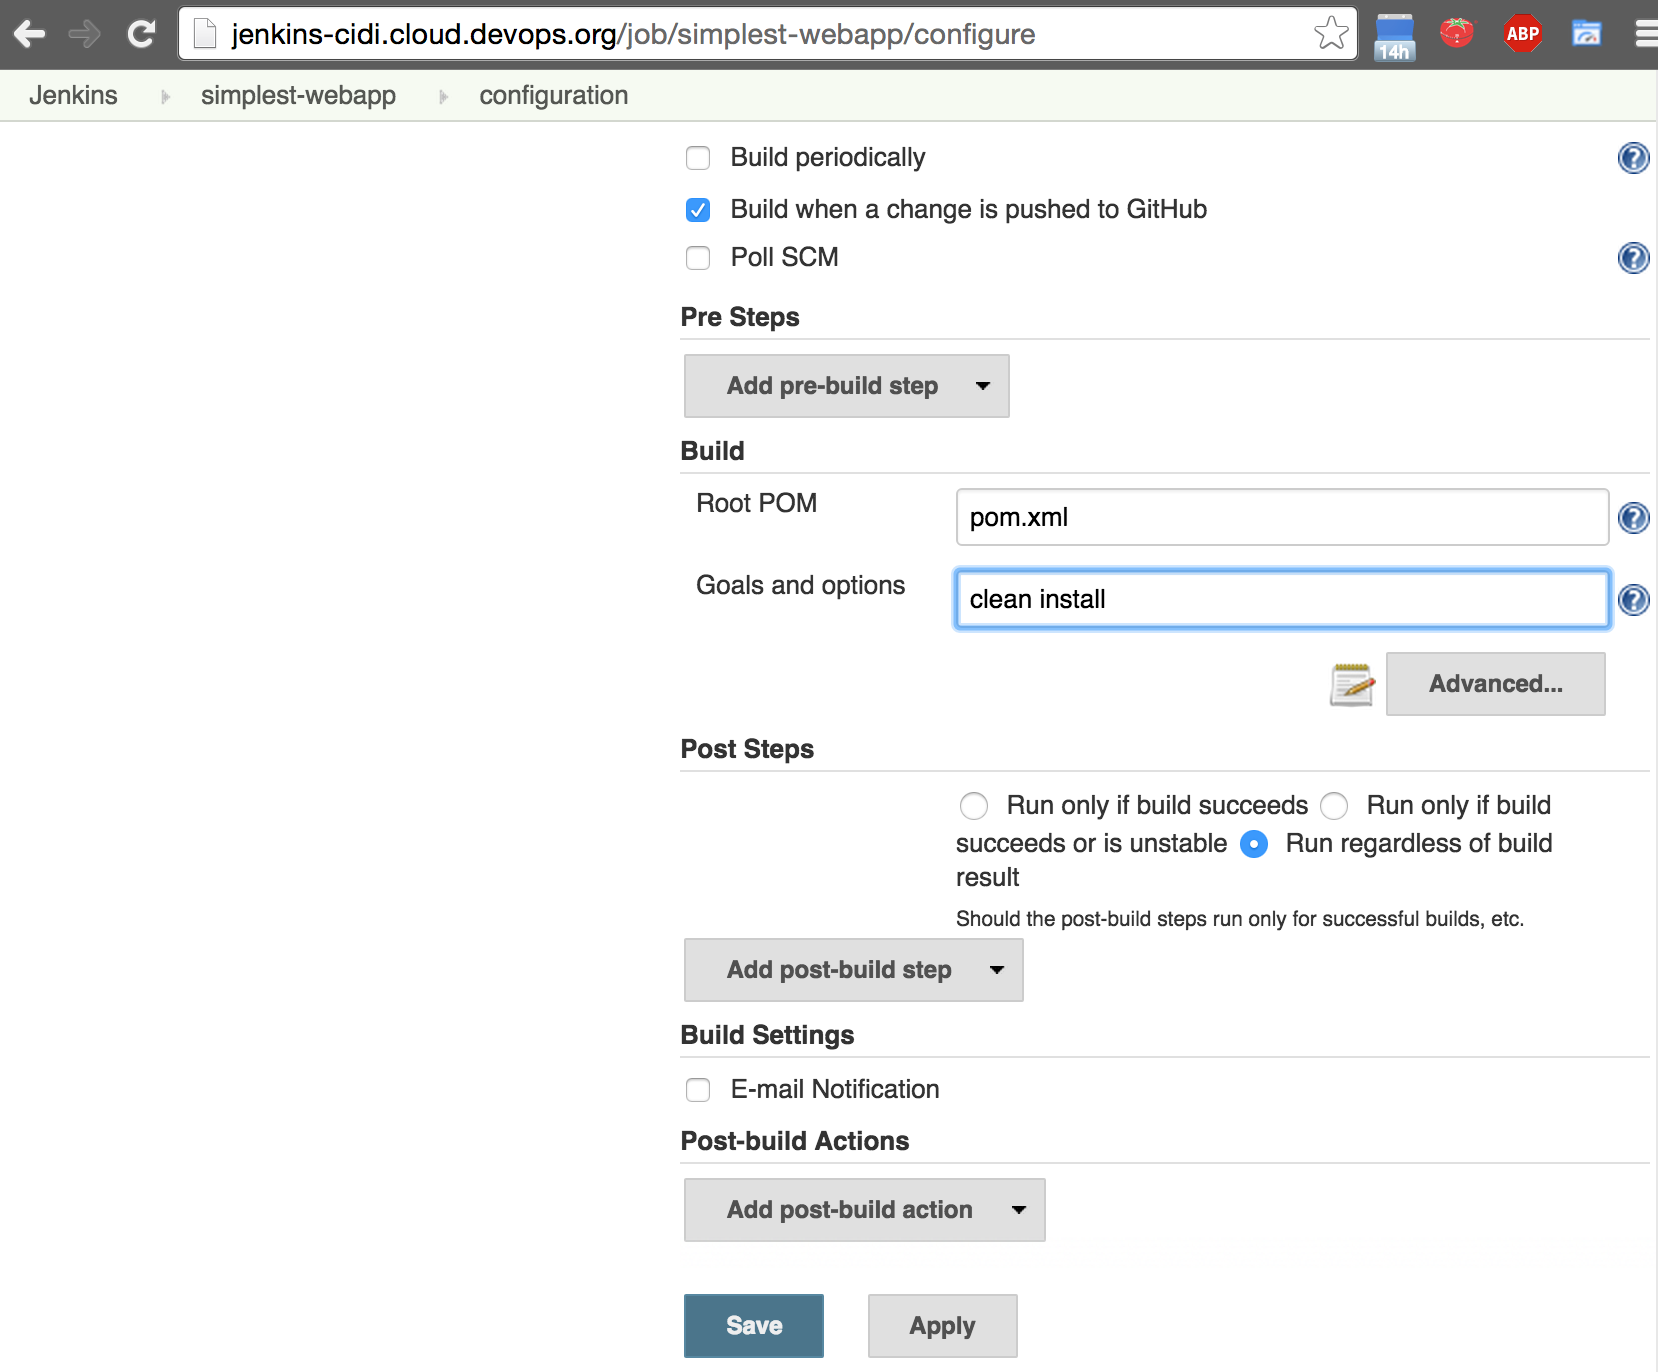 jenkins-cidi.cloud.devops.org/job/simplest-webapp/configure
14h
ABP
Jenkins simplest-webapp configuration
Build periodically
Build when a change is pushed to GitHub
Poll SCM
Pre Steps
Add pre-build step
Build
Root POM pom.xml
Goals and options clean install
Advanced...
Post Steps
Run only if build succeeds Run only if build
succeeds or is unstable Run regardless of build
result
Should the post-build steps run only for successful builds, etc.
Add post-build step
Build Settings
E-mail Notification
Post-build Actions
Add post-build action
Save Apply